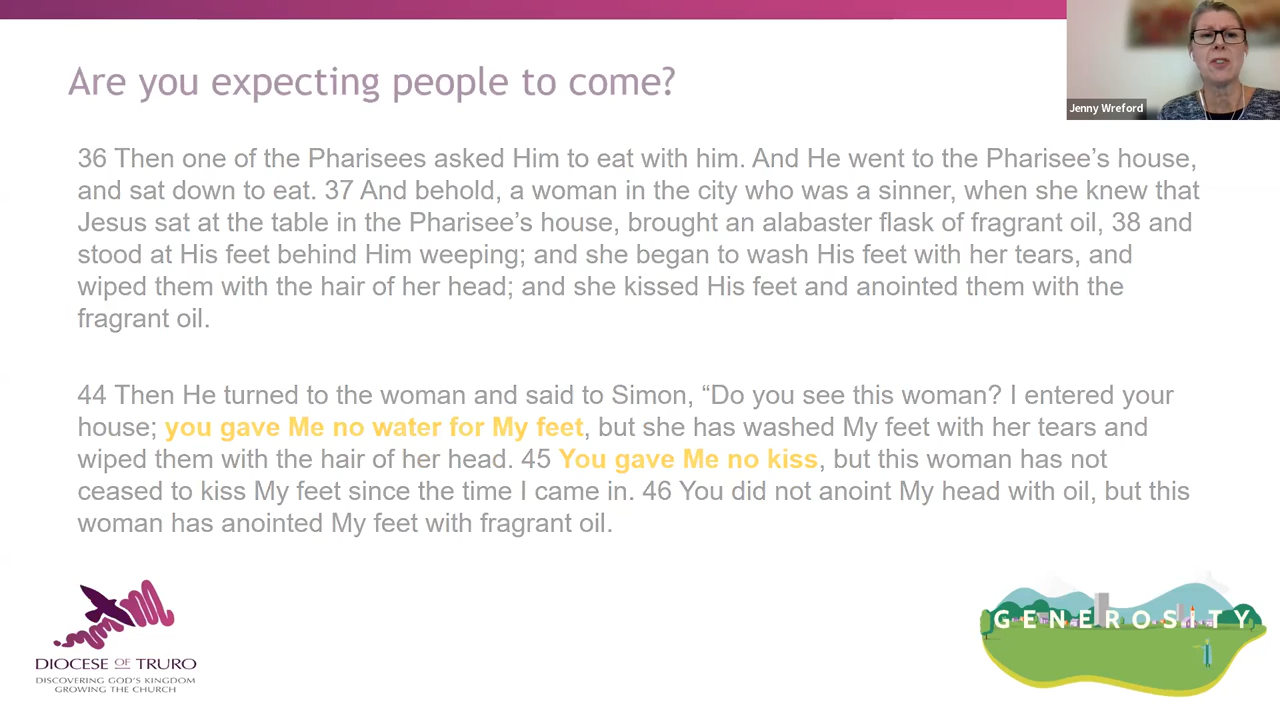 Are you expecting people to come?
Jenny Wreford
36 Then one of the Pharisees asked Him to eat with him. And He went to the Pharisee’s house,
and sat down to eat. 37 And behold, a woman in the city who was a sinner, when she knew that
Jesus sat at the table in the Pharisee’s house, brought an alabaster flask of fragrant oil, 38 and
stood at His feet behind Him weeping; and she began to wash His feet with her tears, and
wiped them with the hair of her head; and she kissed His feet and anointed them with the
fragrant oil.
44 Then He turned to the woman and said to Simon, “Do you see this woman? I entered your
house; you gave Me no water for My feet, but she has washed My feet with her tears and
wiped them with the hair of her head. 45 You gave Me no kiss, but this woman has not
ceased to kiss My feet since the time I came in. 46 You did not anoint My head with oil, but this
woman has anointed My feet with fragrant oil.
DIOCESE OF TRURO
DISCOVERING GOD'S KINGDOM
GROWING THE CHURCH
GENEROSITY